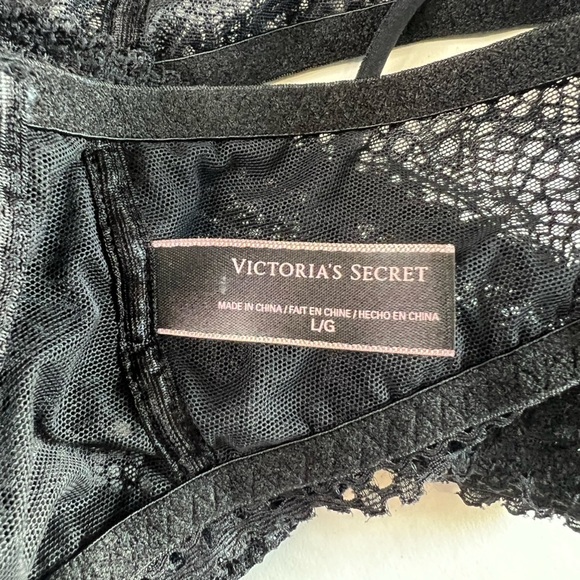 VICTORIA'S SECRET
MADE IN CHINA / FAIT EN CHINE / HECHO EN CHINA
L/G